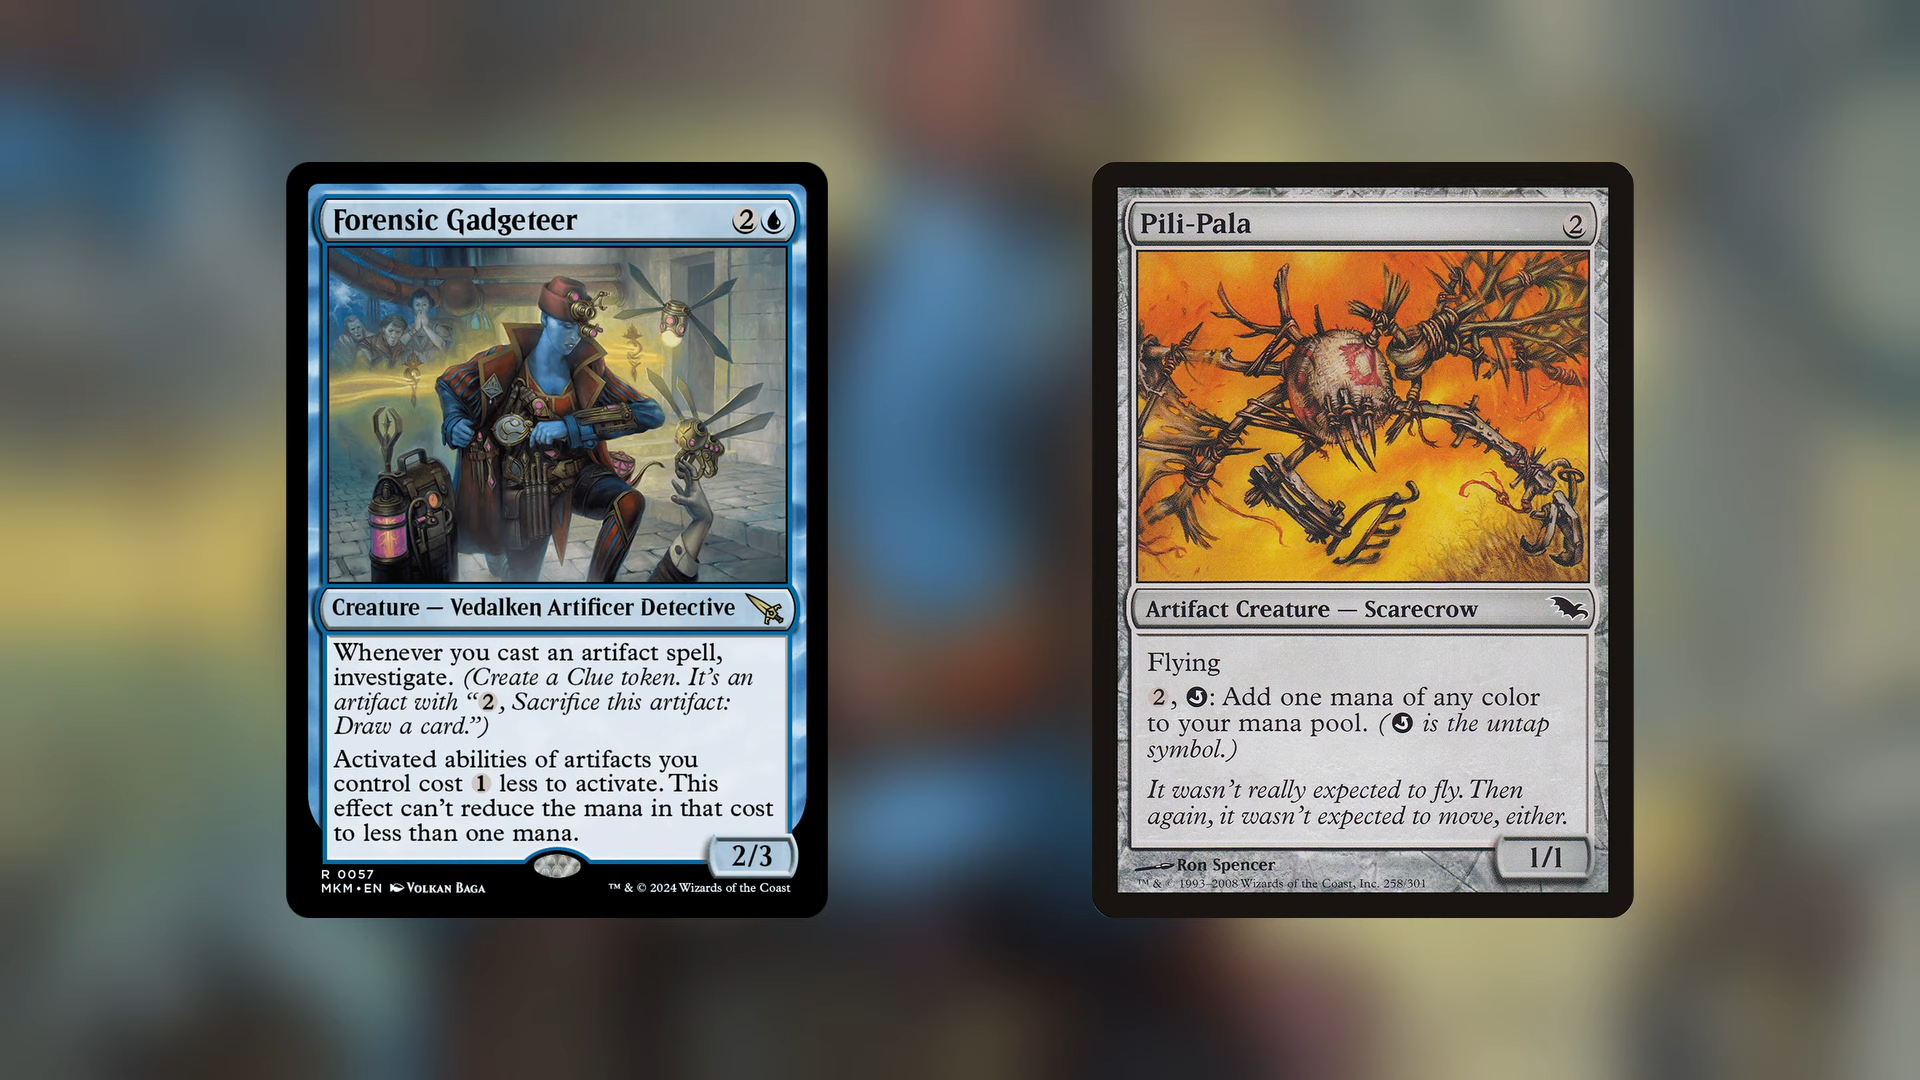 Forensic Gadgeteer 2
Creature — Vedalken Artificer Detective
Whenever you cast an artifact spell,
investigate. (Create a Clue token. It's an
artifact with “2, Sacrifice this artifact:
Draw a card.”)
Activated abilities of artifacts you
control cost 1 less to activate. This
effect can't reduce the mana in that cost
to less than one mana.
2/3
R 0057
MKM • EN VOLKAN BAGA
™ & © 2024 Wizards of the Coast
Pili-Pala 2
Artifact Creature — Scarecrow
Flying
2, : Add one mana of any color
to your mana pool. ( is the untap
symbol.)
It wasn't really expected to fly. Then
again, it wasn't expected to move, either.
1/1
Ron Spencer
™ & © 1993–2008 Wizards of the Coast, Inc. 258/301